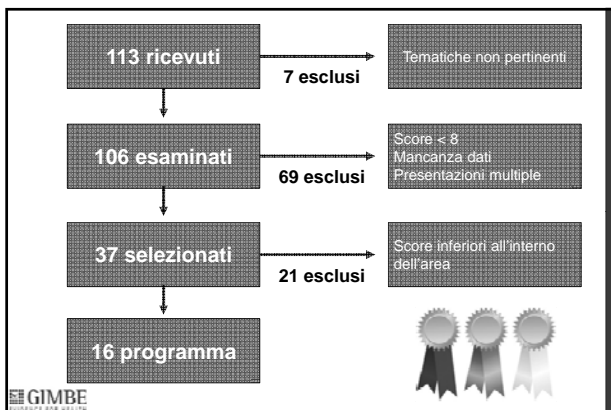 113 ricevuti
7 esclusi
Tematiche non pertinenti
106 esaminati
69 esclusi
Score < 8
Mancanza dati
Presentazioni multiple
37 selezionati
21 esclusi
Score inferiori all'interno
dell'area
16 programma
GIMBE